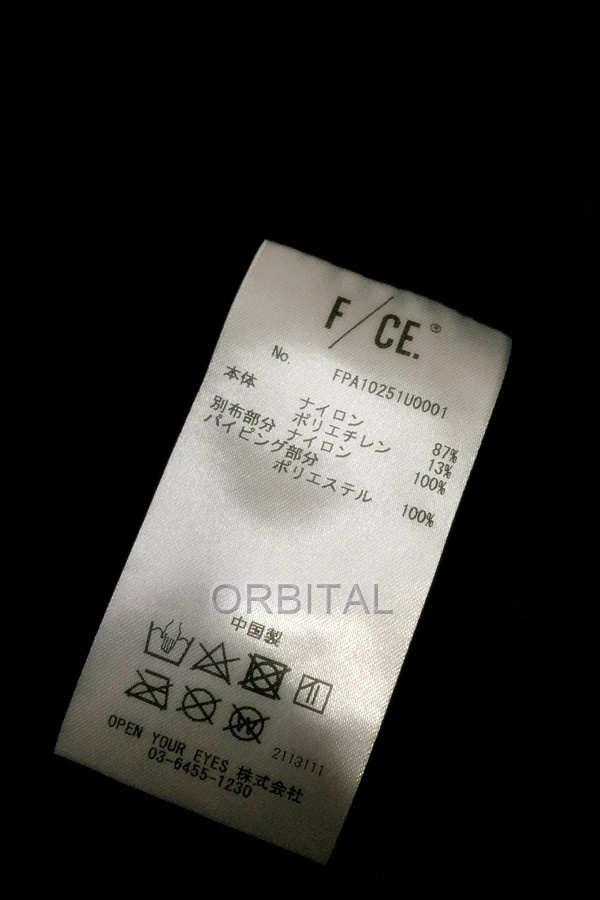 F/CE.®
No. FPA10251U0001
本体 ナイロン 87%
ポリエチレン 13%
別布部分 ナイロン 100%
パイピング部分
ポリエステル 100%
ORBITAL
中国製
OPEN YOUR EYES 株式会社
03-6455-1230
2113111